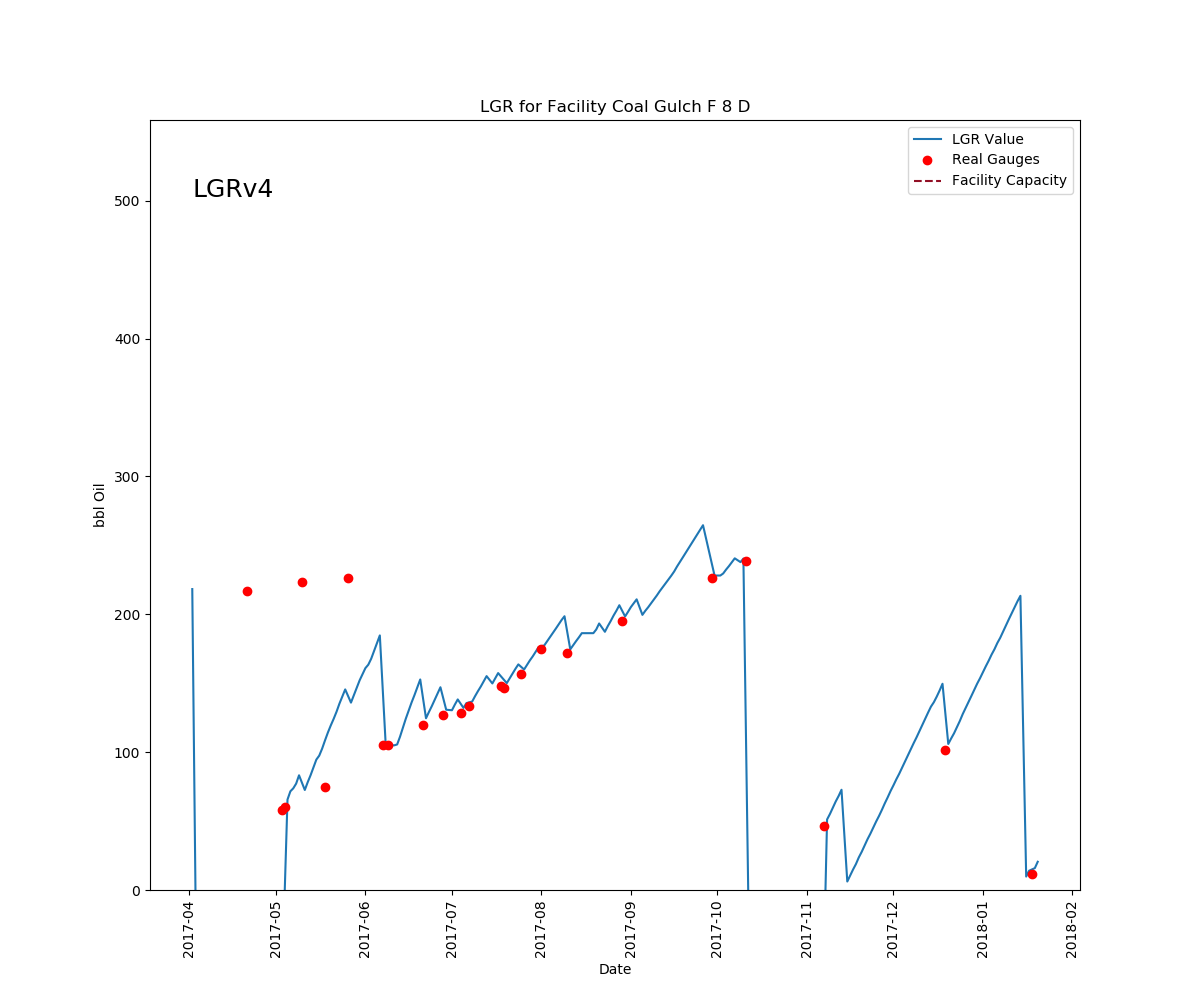 LGR for Facility Coal Gulch F 8 D
LGR Value
Real Gauges
Facility Capacity
LGRv4
500
400
300
200
100
0
bbl Oil
2017-04
2017-05
2017-06
2017-07
2017-08
2017-09
2017-10
2017-11
2017-12
2018-01
2018-02
Date